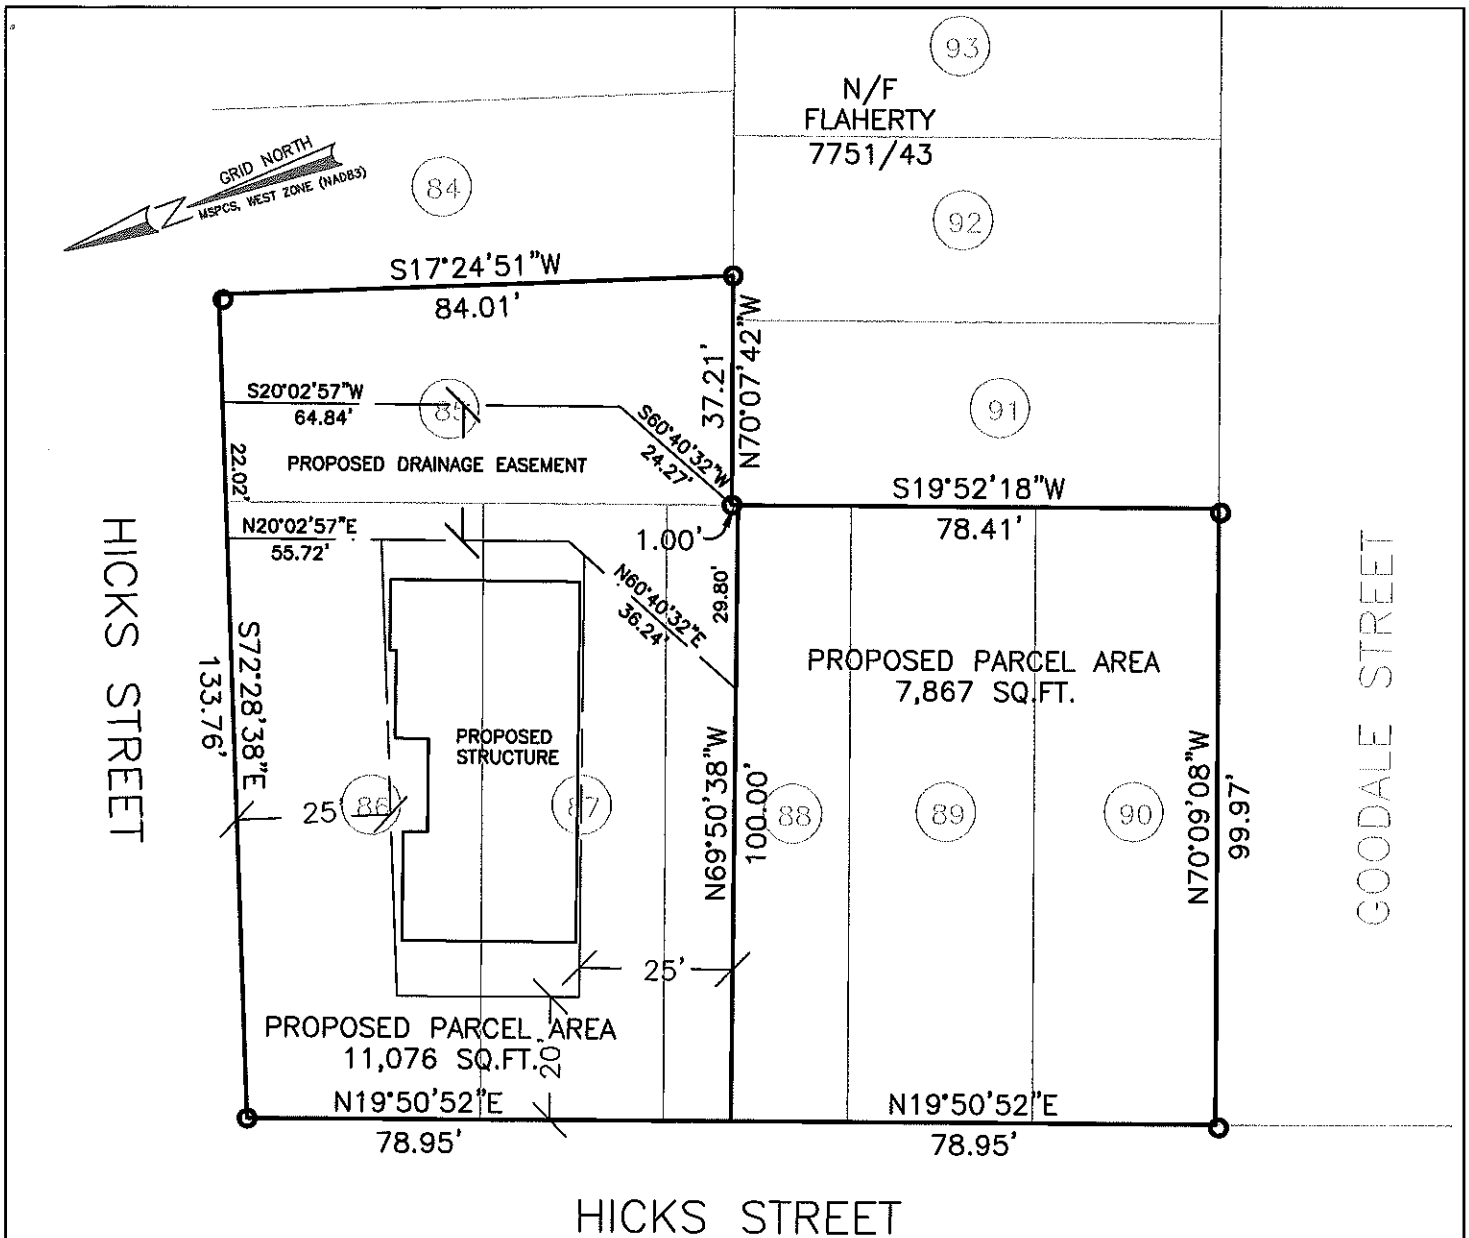 93
N/F
FLAHERTY
7751/43
GRID NORTH
MSPCS, WEST ZONE (NAD83)
84
92
S17°24'51"W
84.01'
37.21'
N70°07'42"W
S20°02'57"W
64.84'
85
91
S60°40'32"W
24.27'
22.02'
PROPOSED DRAINAGE EASEMENT
S19°52'18"W
78.41'
1.00'
N20°02'57"E
55.72'
N60°40'32"E
36.24'
29.80'
HICKS STREET
S72°28'38"E
133.76'
PROPOSED PARCEL AREA
7,867 SQ.FT.
GOODALE STREET
PROPOSED
STRUCTURE
N69°50'38"W
100.00'
N70°09'08"W
99.97'
25'
86
87
88
89
90
25'
PROPOSED PARCEL AREA
11,076 SQ.FT.
20'
N19°50'52"E
78.95'
N19°50'52"E
78.95'
HICKS STREET